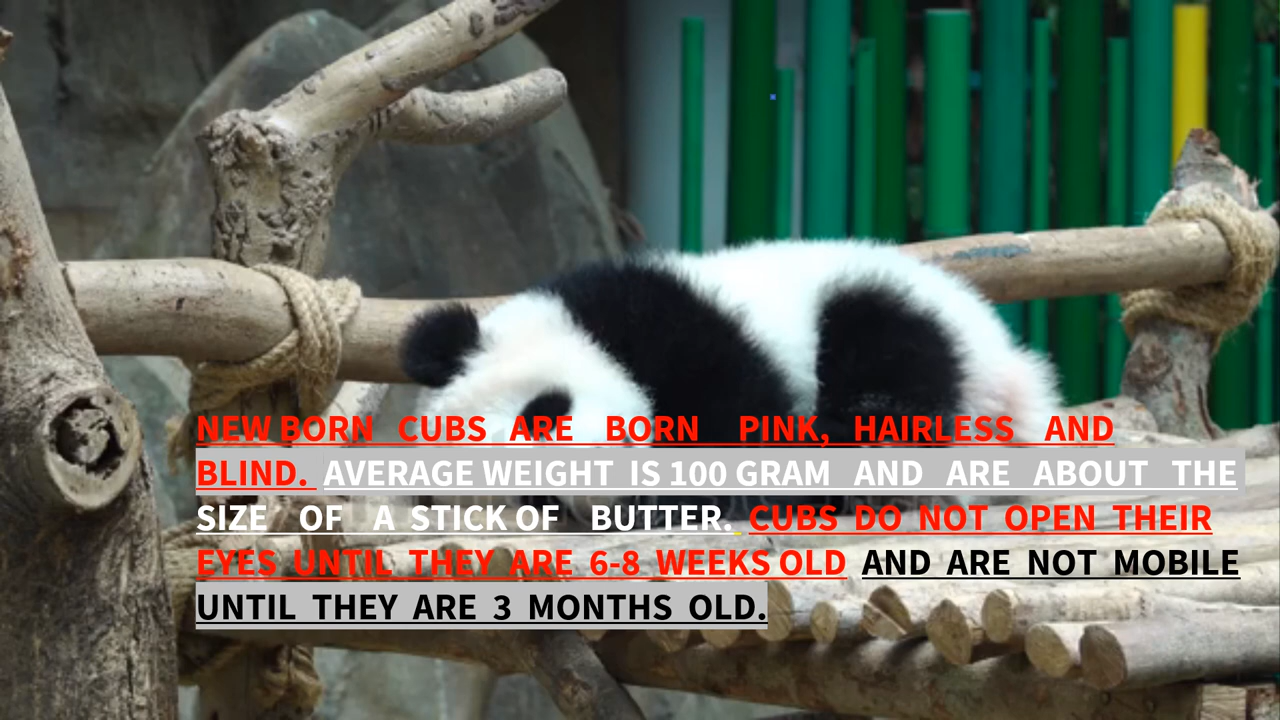 NEW BORN CUBS ARE BORN PINK, HAIRLESS AND
BLIND. AVERAGE WEIGHT IS 100 GRAM AND ARE ABOUT THE
SIZE OF A STICK OF BUTTER. CUBS DO NOT OPEN THEIR
EYES UNTIL THEY ARE 6-8 WEEKS OLD AND ARE NOT MOBILE
UNTIL THEY ARE 3 MONTHS OLD.